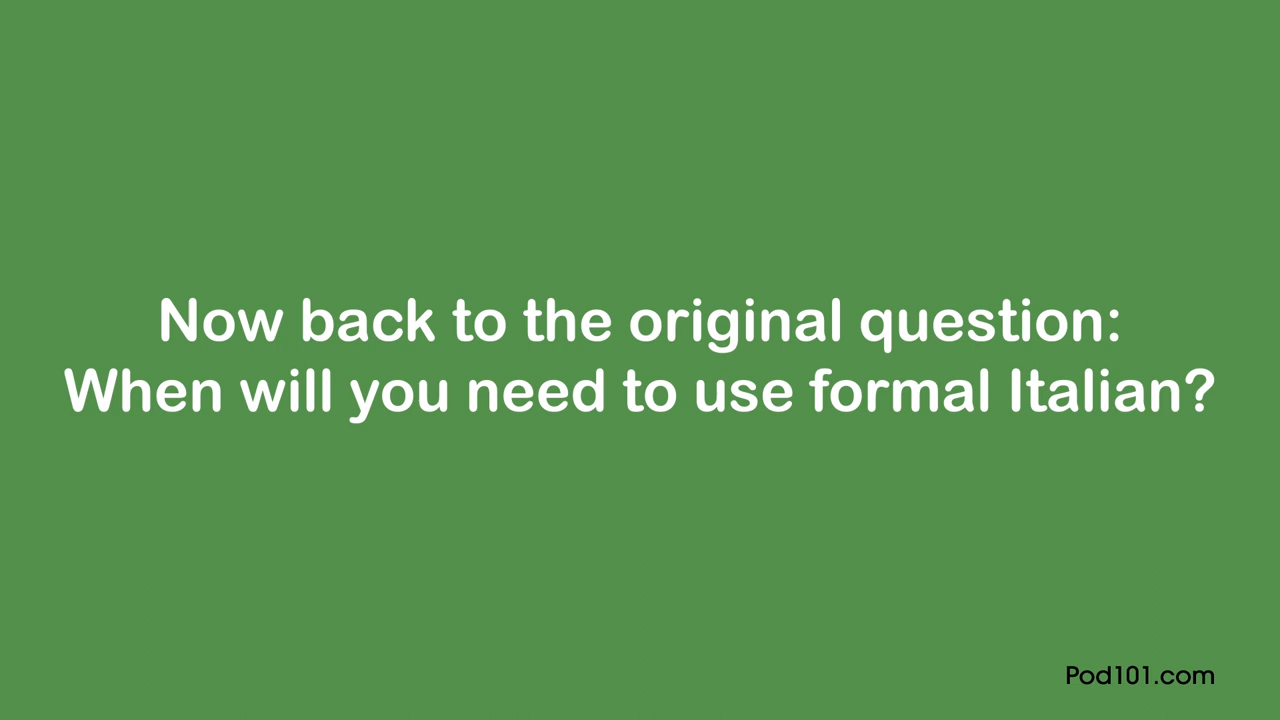 Now back to the original question:
When will you need to use formal Italian?
Pod101.com